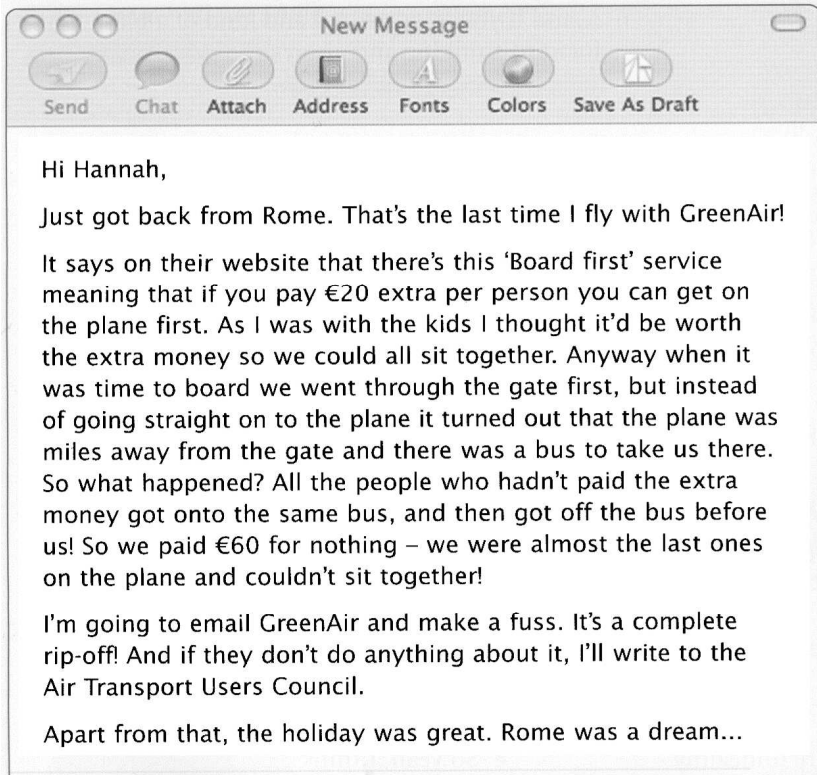 New Message
Send Chat Attach Address Fonts Colors Save As Draft
Hi Hannah,
Just got back from Rome. That's the last time I fly with GreenAir!
It says on their website that there's this ‘Board first’ service
meaning that if you pay €20 extra per person you can get on
the plane first. As I was with the kids I thought it'd be worth
the extra money so we could all sit together. Anyway when it
was time to board we went through the gate first, but instead
of going straight on to the plane it turned out that the plane was
miles away from the gate and there was a bus to take us there.
So what happened? All the people who hadn't paid the extra
money got onto the same bus, and then got off the bus before
us! So we paid €60 for nothing – we were almost the last ones
on the plane and couldn't sit together!
I'm going to email GreenAir and make a fuss. It's a complete
rip-off! And if they don't do anything about it, I'll write to the
Air Transport Users Council.
Apart from that, the holiday was great. Rome was a dream...